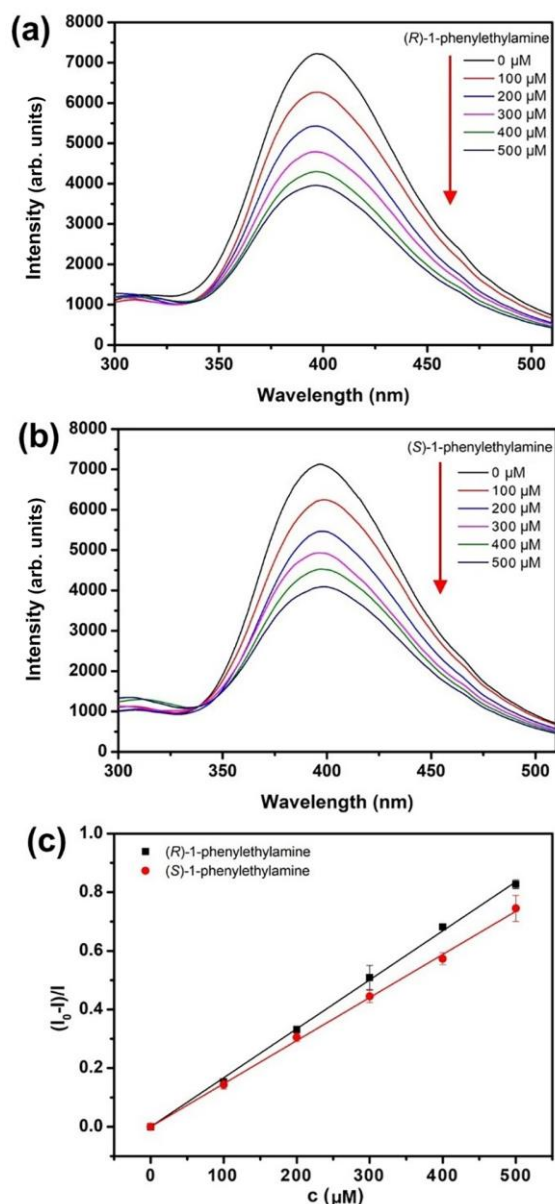 (a)
8000
7000
6000
5000
4000
3000
2000
1000
0
Intensity (arb. units)
(R)-1-phenylethylamine
0 µM
100 µM
200 µM
300 µM
400 µM
500 µM
300 350 400 450 500
Wavelength (nm)
(b)
8000
7000
6000
5000
4000
3000
2000
1000
0
Intensity (arb. units)
(S)-1-phenylethylamine
0 µM
100 µM
200 µM
300 µM
400 µM
500 µM
300 350 400 450 500
Wavelength (nm)
(c)
1.0
0.8
0.6
0.4
0.2
0.0
(I₀-I)/I
(R)-1-phenylethylamine
(S)-1-phenylethylamine
0 100 200 300 400 500
c (µM)